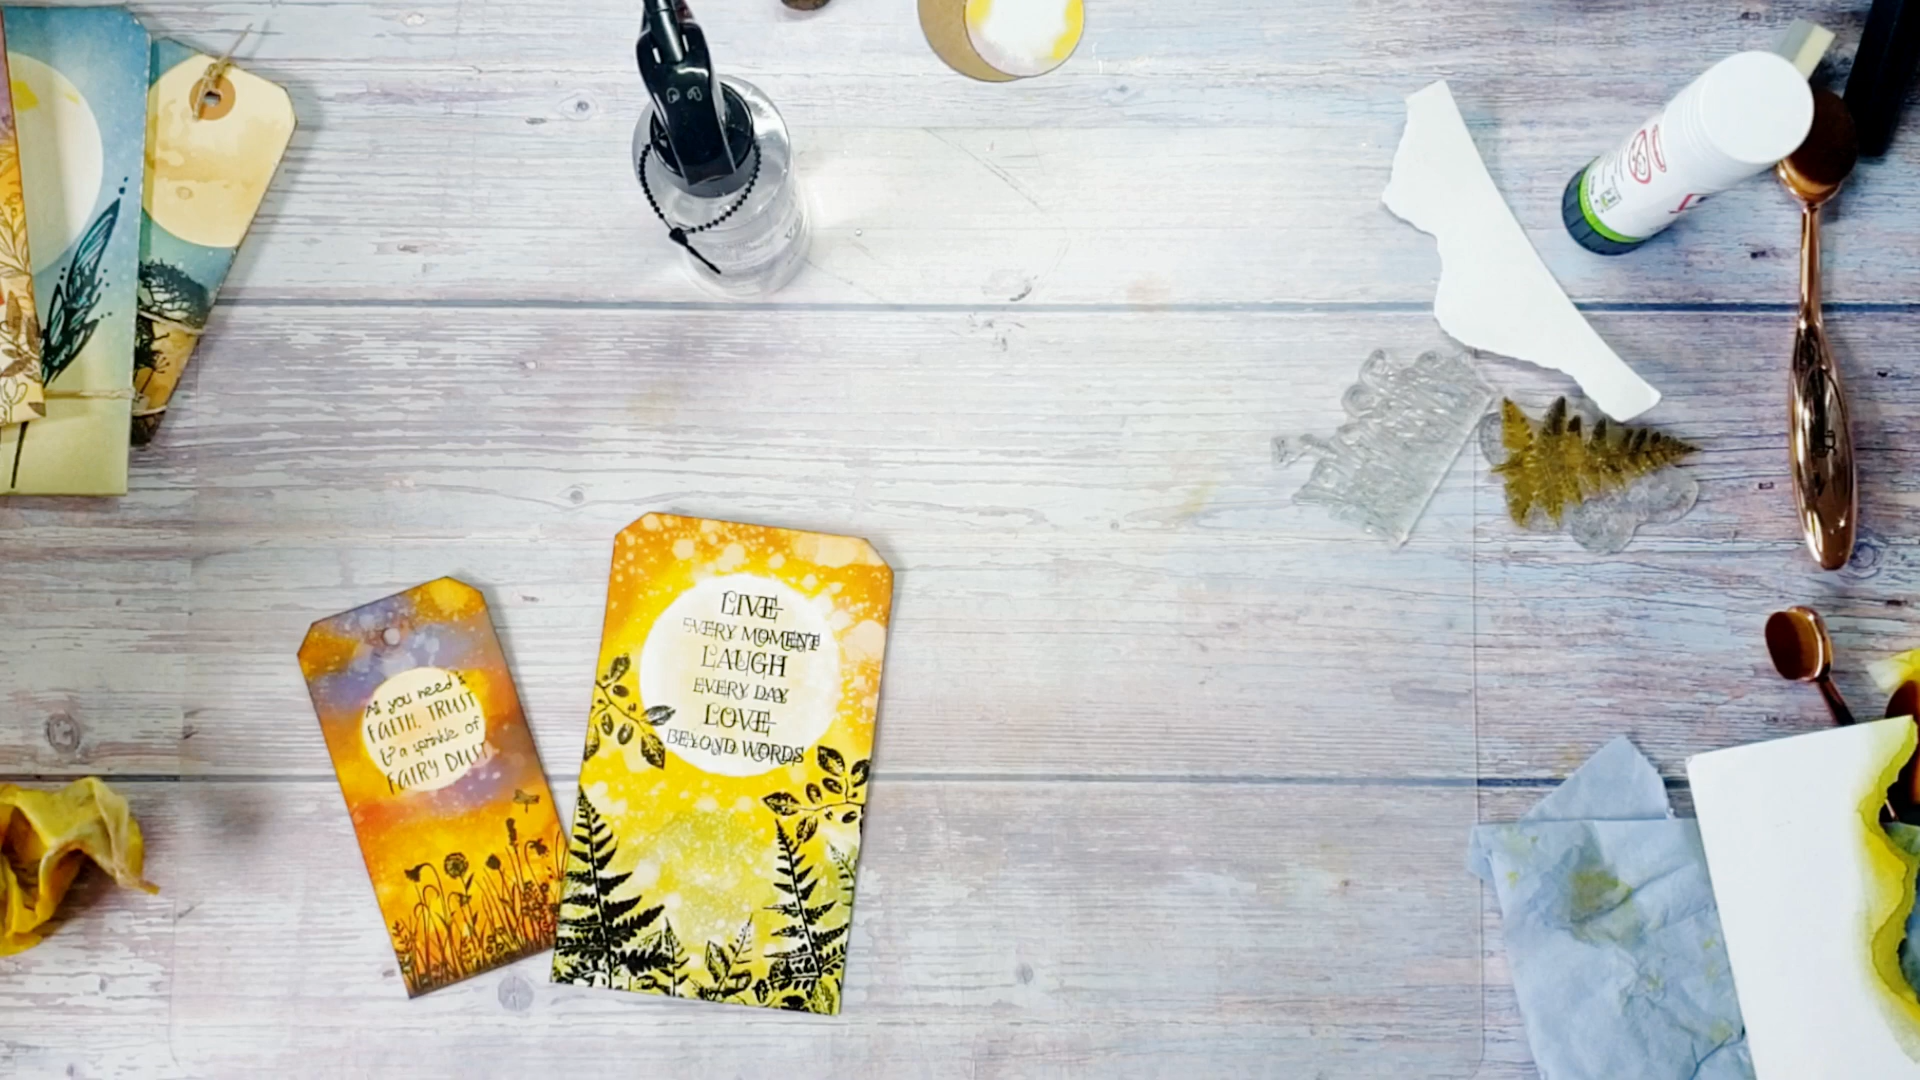 All you need is
FAITH, TRUST
& a sprinkle of
FAIRY DUST
LIVE
EVERY MOMENT
LAUGH
EVERY DAY
LOVE
BEYOND WORDS